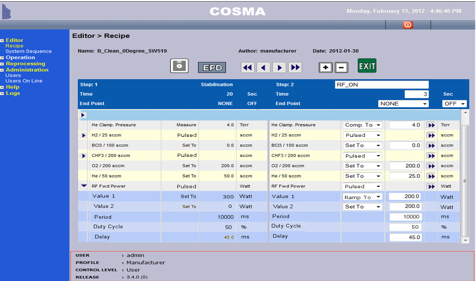 COSMA
Monday, February 13, 2012 - 4:46:40 PM
Editor
Recipe
System Sequence
Operation
Reprocessing
Administration
Users
Users On Line
Help
Logs
Editor > Recipe
Name: B_Clean_0Degree_SW519 Author: manufacturer Date: 2012-01-30
EPD EXIT
Step: 1 Stabilisation Step: 2 RF_ON
Time 20 Sec Time 3 Sec
End Point NONE OFF End Point NONE OFF
He Clamp. Pressure Measure 4.0 Torr He Clamp. Pressure Comp. To 4.0 Torr
H2 / 25 sccm Pulsed sccm H2 / 25 sccm Pulsed sccm
BCl3 / 100 sccm Set To 0.0 sccm BCl3 / 100 sccm Set To 0.0 sccm
CHF3 / 200 sccm Pulsed sccm CHF3 / 200 sccm Pulsed sccm
O2 / 200 sccm Set To 200.0 sccm O2 / 200 sccm Set To 200.0 sccm
He / 50 sccm Set To 50.0 sccm He / 50 sccm Set To 25.0 sccm
RF Fwd Power Pulsed Watt RF Fwd Power Pulsed Watt
Value 1 Set To 300 Watt Value 1 Ramp To 200.0 Watt
Value 2 Set To 0 Watt Value 2 Set To 200.0 Watt
Period 10000 ms Period 10000 ms
Duty Cycle 50 % Duty Cycle 50 %
Delay 45.0 ms Delay 45.0 ms
USER : admin
PROFILE : Manufacturer
CONTROL LEVEL : User
RELEASE : 5.4.0 (0)